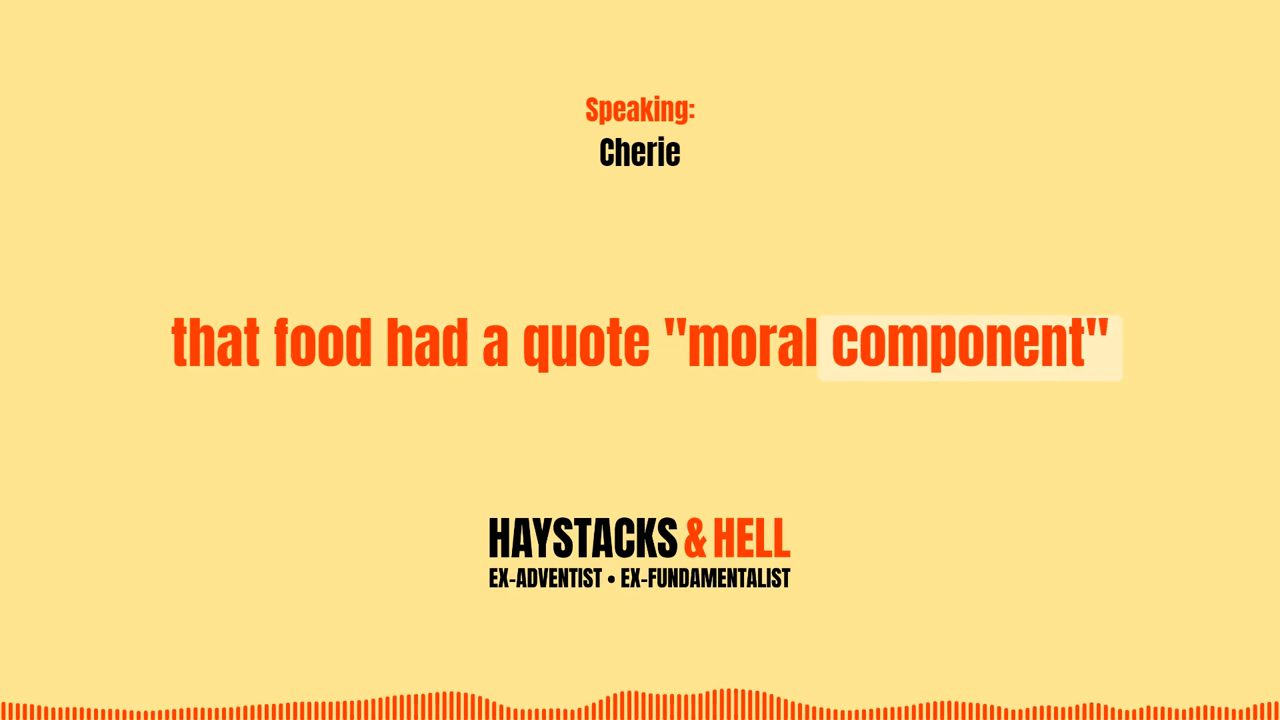 Speaking:
Cherie
that food had a quote "moral component"
HAYSTACKS & HELL
EX-ADVENTIST • EX-FUNDAMENTALIST